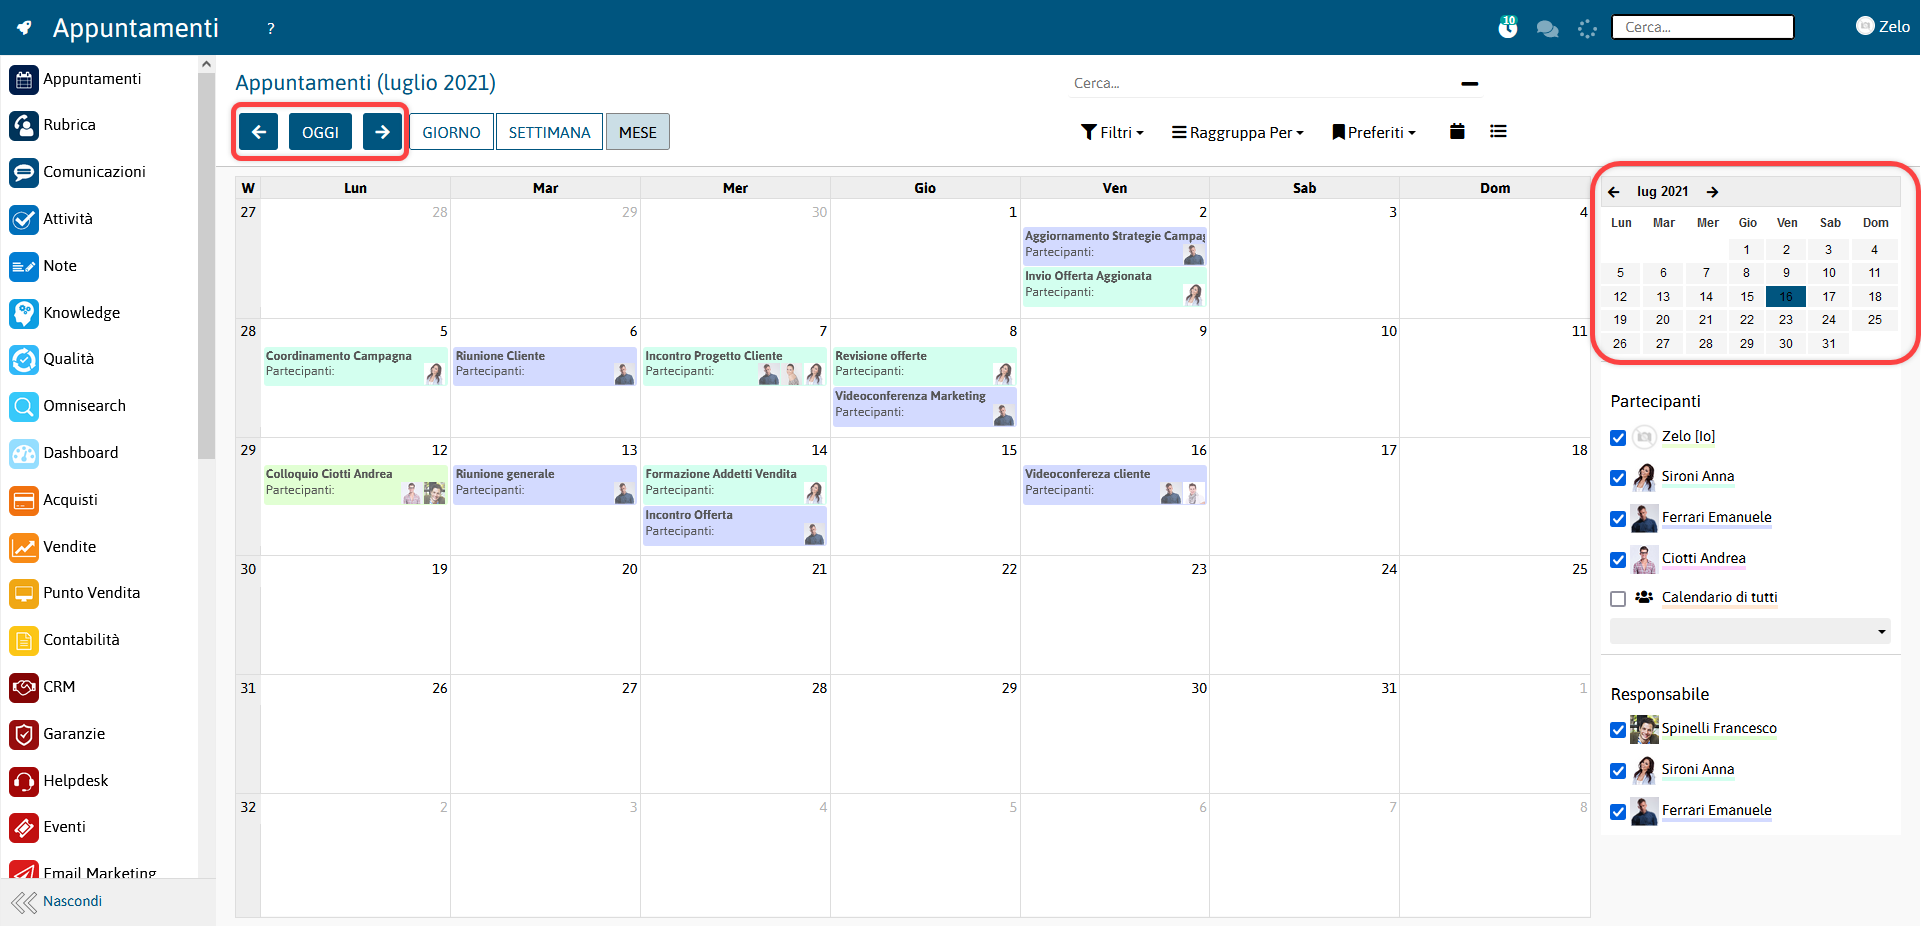 Appuntamenti
?
10
Cerca...
Zelo
Appuntamenti
Rubrica
Comunicazioni
Attività
Note
Knowledge
Qualità
Omnisearch
Dashboard
Acquisti
Vendite
Punto Vendita
Contabilità
CRM
Garanzie
Helpdesk
Eventi
Email Marketing
Nascondi
Appuntamenti (luglio 2021)
Cerca...
OGGI
GIORNO
SETTIMANA
MESE
Filtri
Raggruppa Per
Preferiti
W Lun Mar Mer Gio Ven Sab Dom
27 28 29 30 1 2 3 4
Aggiornamento Strategie Campag
Partecipanti:
Invio Offerta Aggionata
Partecipanti:
28 5 6 7 8 9 10 11
Coordinamento Campagna
Partecipanti:
Riunione Cliente
Partecipanti:
Incontro Progetto Cliente
Partecipanti:
Revisione offerte
Partecipanti:
Videoconferenza Marketing
Partecipanti:
29 12 13 14 15 16 17 18
Colloquio Ciotti Andrea
Partecipanti:
Riunione generale
Partecipanti:
Formazione Addetti Vendita
Partecipanti:
Incontro Offerta
Partecipanti:
Videoconfereza cliente
Partecipanti:
30 19 20 21 22 23 24 25
31 26 27 28 29 30 31 1
32 2 3 4 5 6 7 8
lug 2021
Lun Mar Mer Gio Ven Sab Dom
1 2 3 4
5 6 7 8 9 10 11
12 13 14 15 16 17 18
19 20 21 22 23 24 25
26 27 28 29 30 31
Partecipanti
Zelo [Io]
Sironi Anna
Ferrari Emanuele
Ciotti Andrea
Calendario di tutti
Responsabile
Spinelli Francesco
Sironi Anna
Ferrari Emanuele